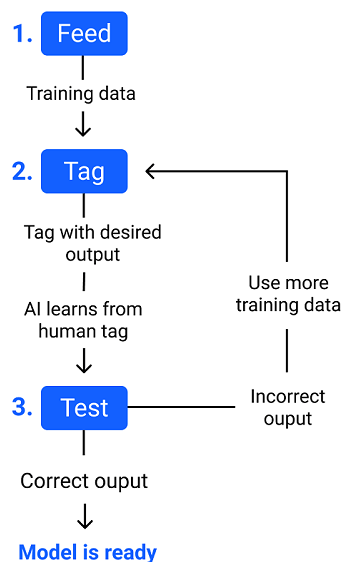 1. Feed
Training data
2. Tag
Tag with desired
output
AI learns from
human tag
Use more
training data
3. Test
Incorrect
ouput
Correct ouput
Model is ready